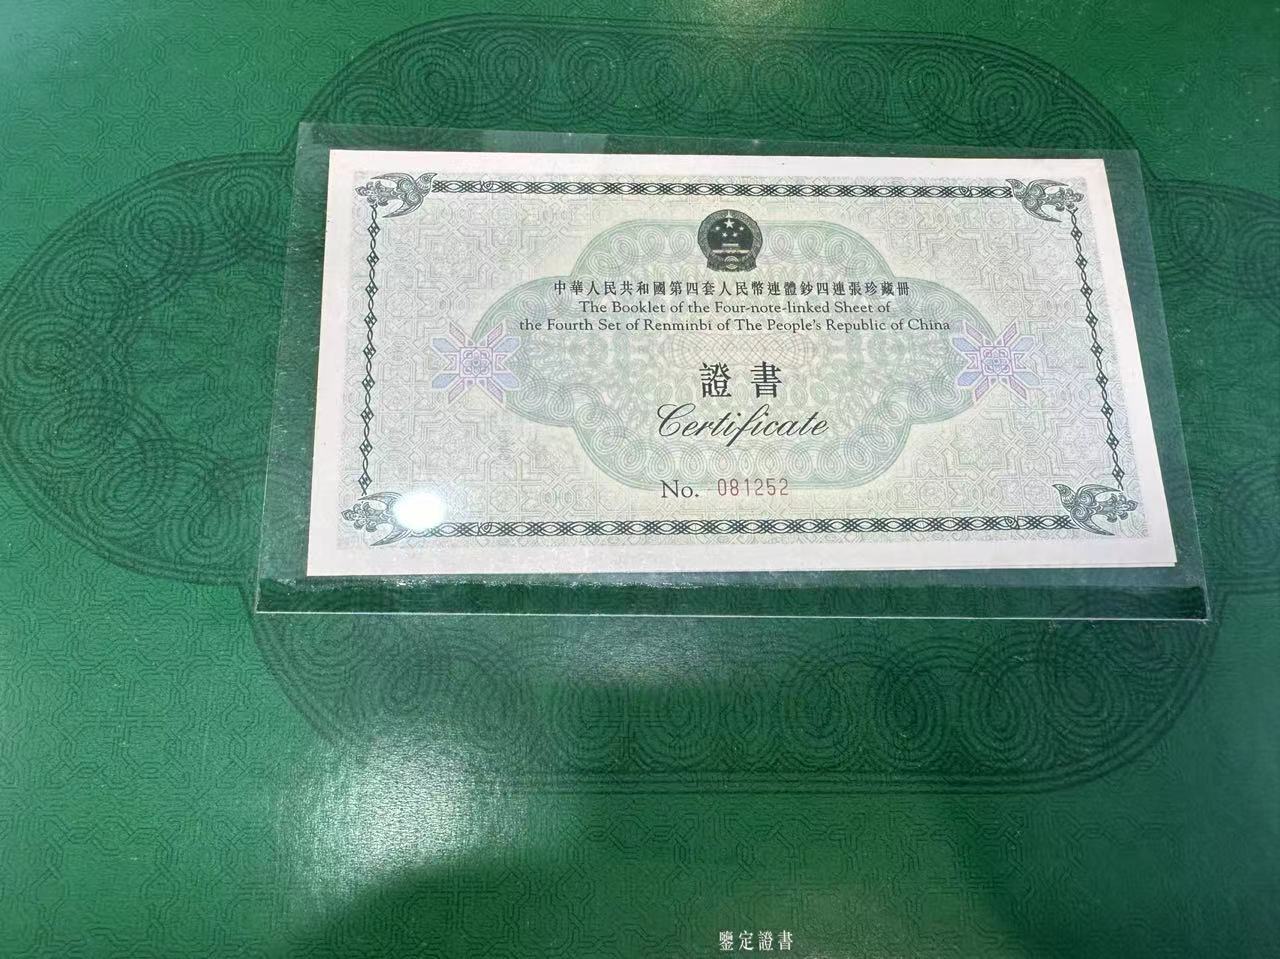 中華人民共和國第四套人民幣連體鈔四連張珍藏冊
The Booklet of the Four-note-linked Sheet of
the Fourth Set of Renminbi of The People's Republic of China
證書
Certificate
No. 081252
鑒定證書